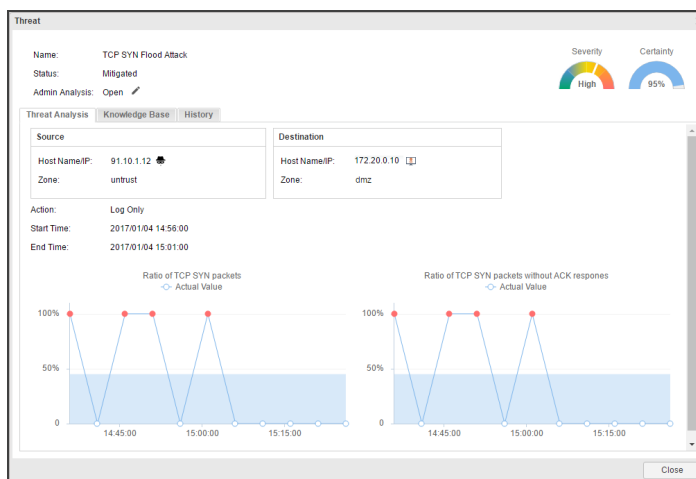 Threat
Name: TCP SYN Flood Attack
Status: Mitigated
Admin Analysis: Open
Severity
High
Certainty
95%
Threat Analysis Knowledge Base History
Source
Host Name/IP: 91.10.1.12
Zone: untrust
Destination
Host Name/IP: 172.20.0.10
Zone: dmz
Action: Log Only
Start Time: 2017/01/04 14:56:00
End Time: 2017/01/04 15:01:00
Ratio of TCP SYN packets
Actual Value
100%
50%
0
14:45:00 15:00:00 15:15:00
Ratio of TCP SYN packets without ACK respones
Actual Value
100%
50%
0
14:45:00 15:00:00 15:15:00
Close